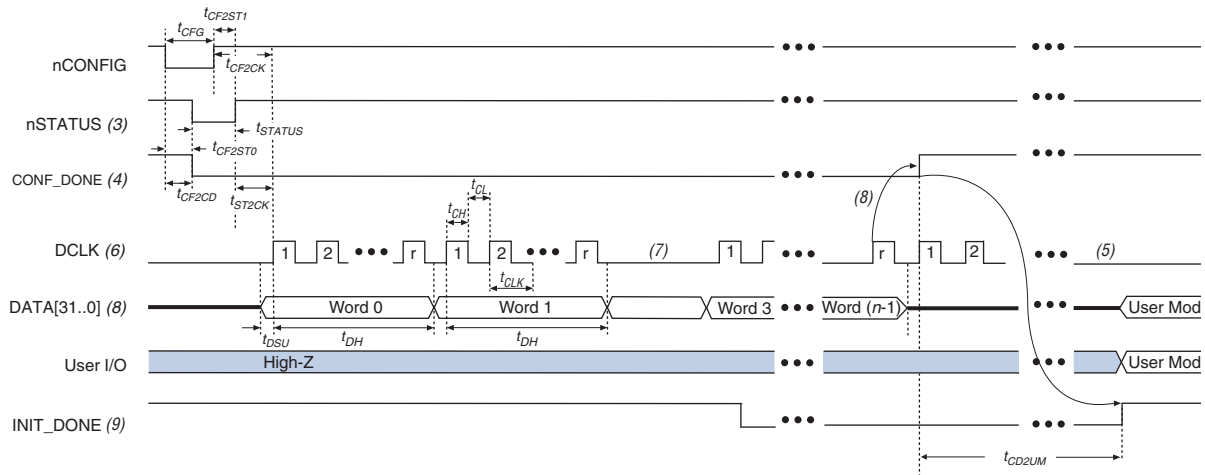 tCF2ST1
tCFG
nCONFIG
tCF2CK
nSTATUS (3)
tSTATUS
tCF2ST0
CONF_DONE (4)
tCF2CD
tST2CK
tCL
tCH
(8)
DCLK (6)
1 2 r 1 2 r (7) 1 r 1 2 (5)
tCLK
DATA[31..0] (8)
Word 0 Word 1 Word 3 Word (n-1) User Mod
tDSU tDH tDH
User I/O
High-Z User Mod
INIT_DONE (9)
tCD2UM